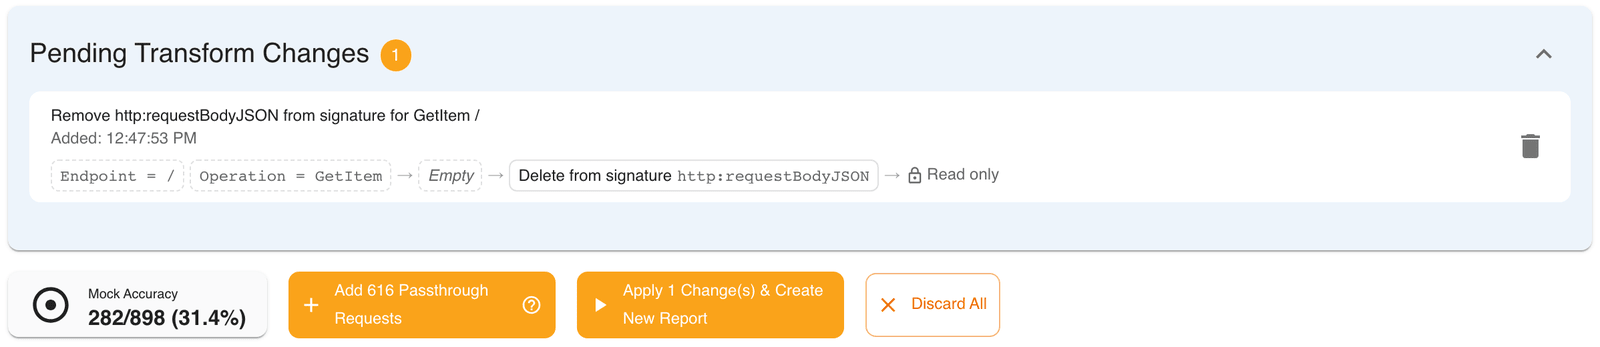 Pending Transform Changes 1
Remove http:requestBodyJSON from signature for GetItem /
Added: 12:47:53 PM
Endpoint = / Operation = GetItem → Empty → Delete from signature http:requestBodyJSON → Read only
Mock Accuracy
282/898 (31.4%)
Add 616 Passthrough
Requests
Apply 1 Change(s) & Create
New Report
Discard All